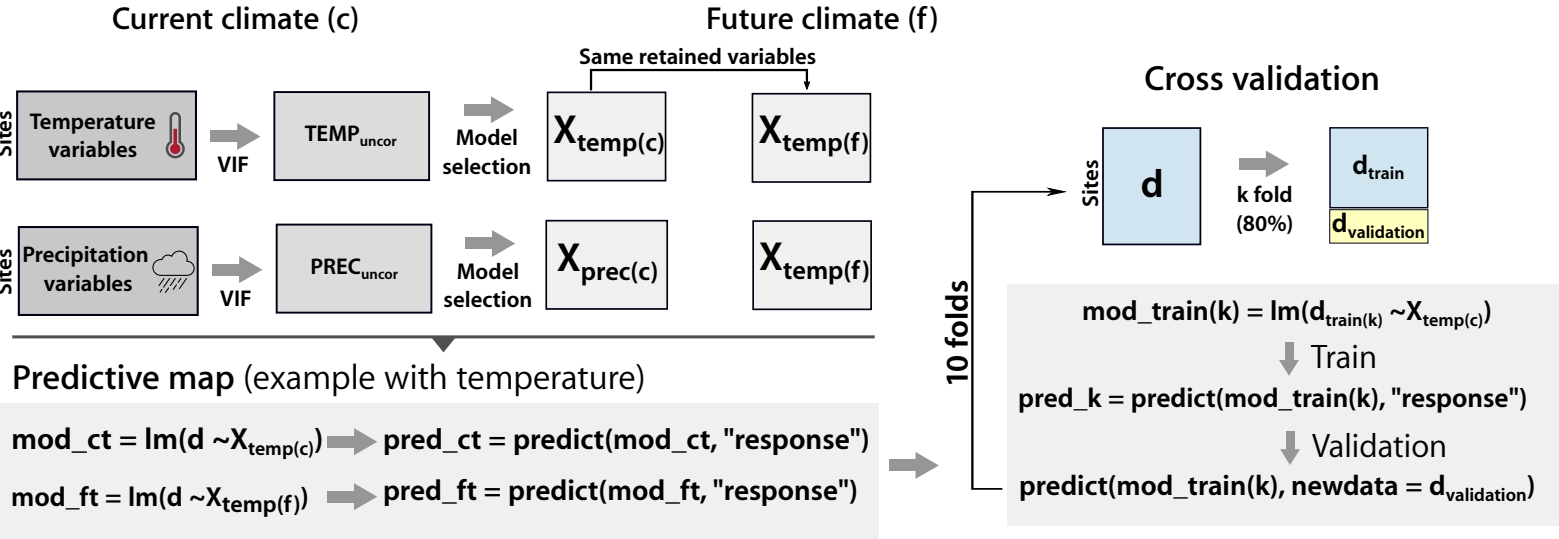 Current climate (c)
Future climate (f)
Same retained variables
Sites
Temperature
variables
VIF
TEMPuncor
Model
selection
Xtemp(c)
Xtemp(f)
Sites
Precipitation
variables
VIF
PRECuncor
Model
selection
Xprec(c)
Xtemp(f)
Predictive map (example with temperature)
mod_ct = lm(d ~Xtemp(c)) pred_ct = predict(mod_ct, "response")
mod_ft = lm(d ~Xtemp(f)) pred_ft = predict(mod_ft, "response")
Cross validation
Sites
d
k fold
(80%)
dtrain
dvalidation
10 folds
mod_train(k) = lm(dtrain(k) ~Xtemp(c))
Train
pred_k = predict(mod_train(k), "response")
Validation
predict(mod_train(k), newdata = dvalidation)